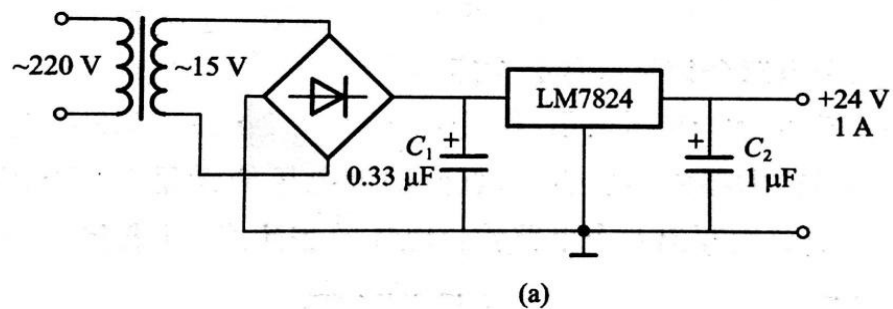 ~220 V
~15 V
LM7824
+24 V
1 A
C₁ +
0.33 μF
+ C₂
1 μF
(a)